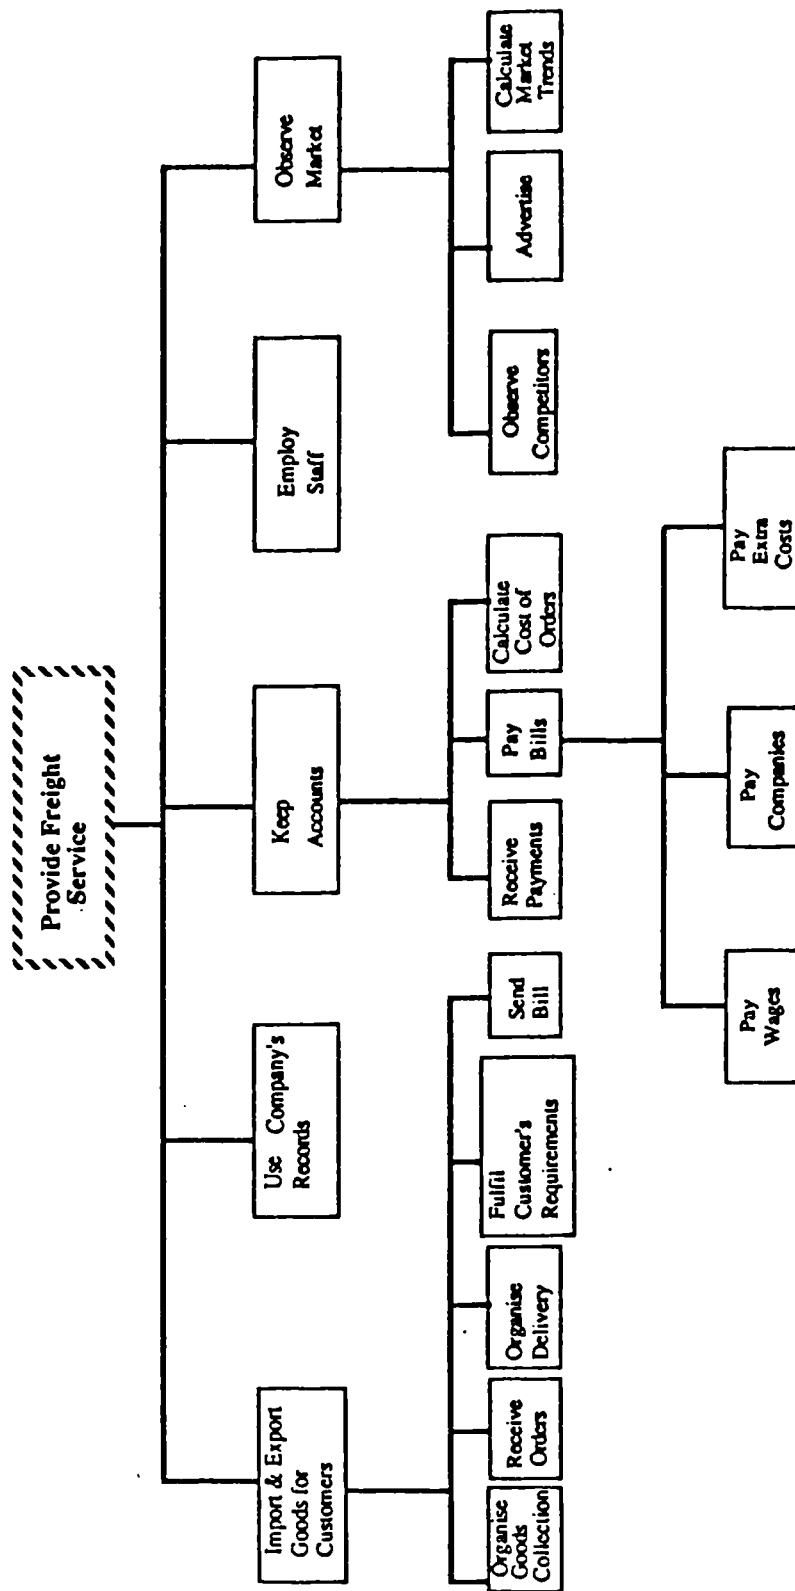 Provide Freight
Service
Import & Export
Goods for
Customers
Use Company's
Records
Keep
Accounts
Employ
Staff
Observe
Market
Organise
Goods
Collection
Receive
Orders
Organise
Delivery
Fulfil
Customer's
Requirements
Send
Bill
Receive
Payments
Pay
Bills
Calculate
Cost of
Orders
Observe
Competitors
Advertise
Calculate
Market
Trends
Pay
Wages
Pay
Companies
Pay
Extra
Costs